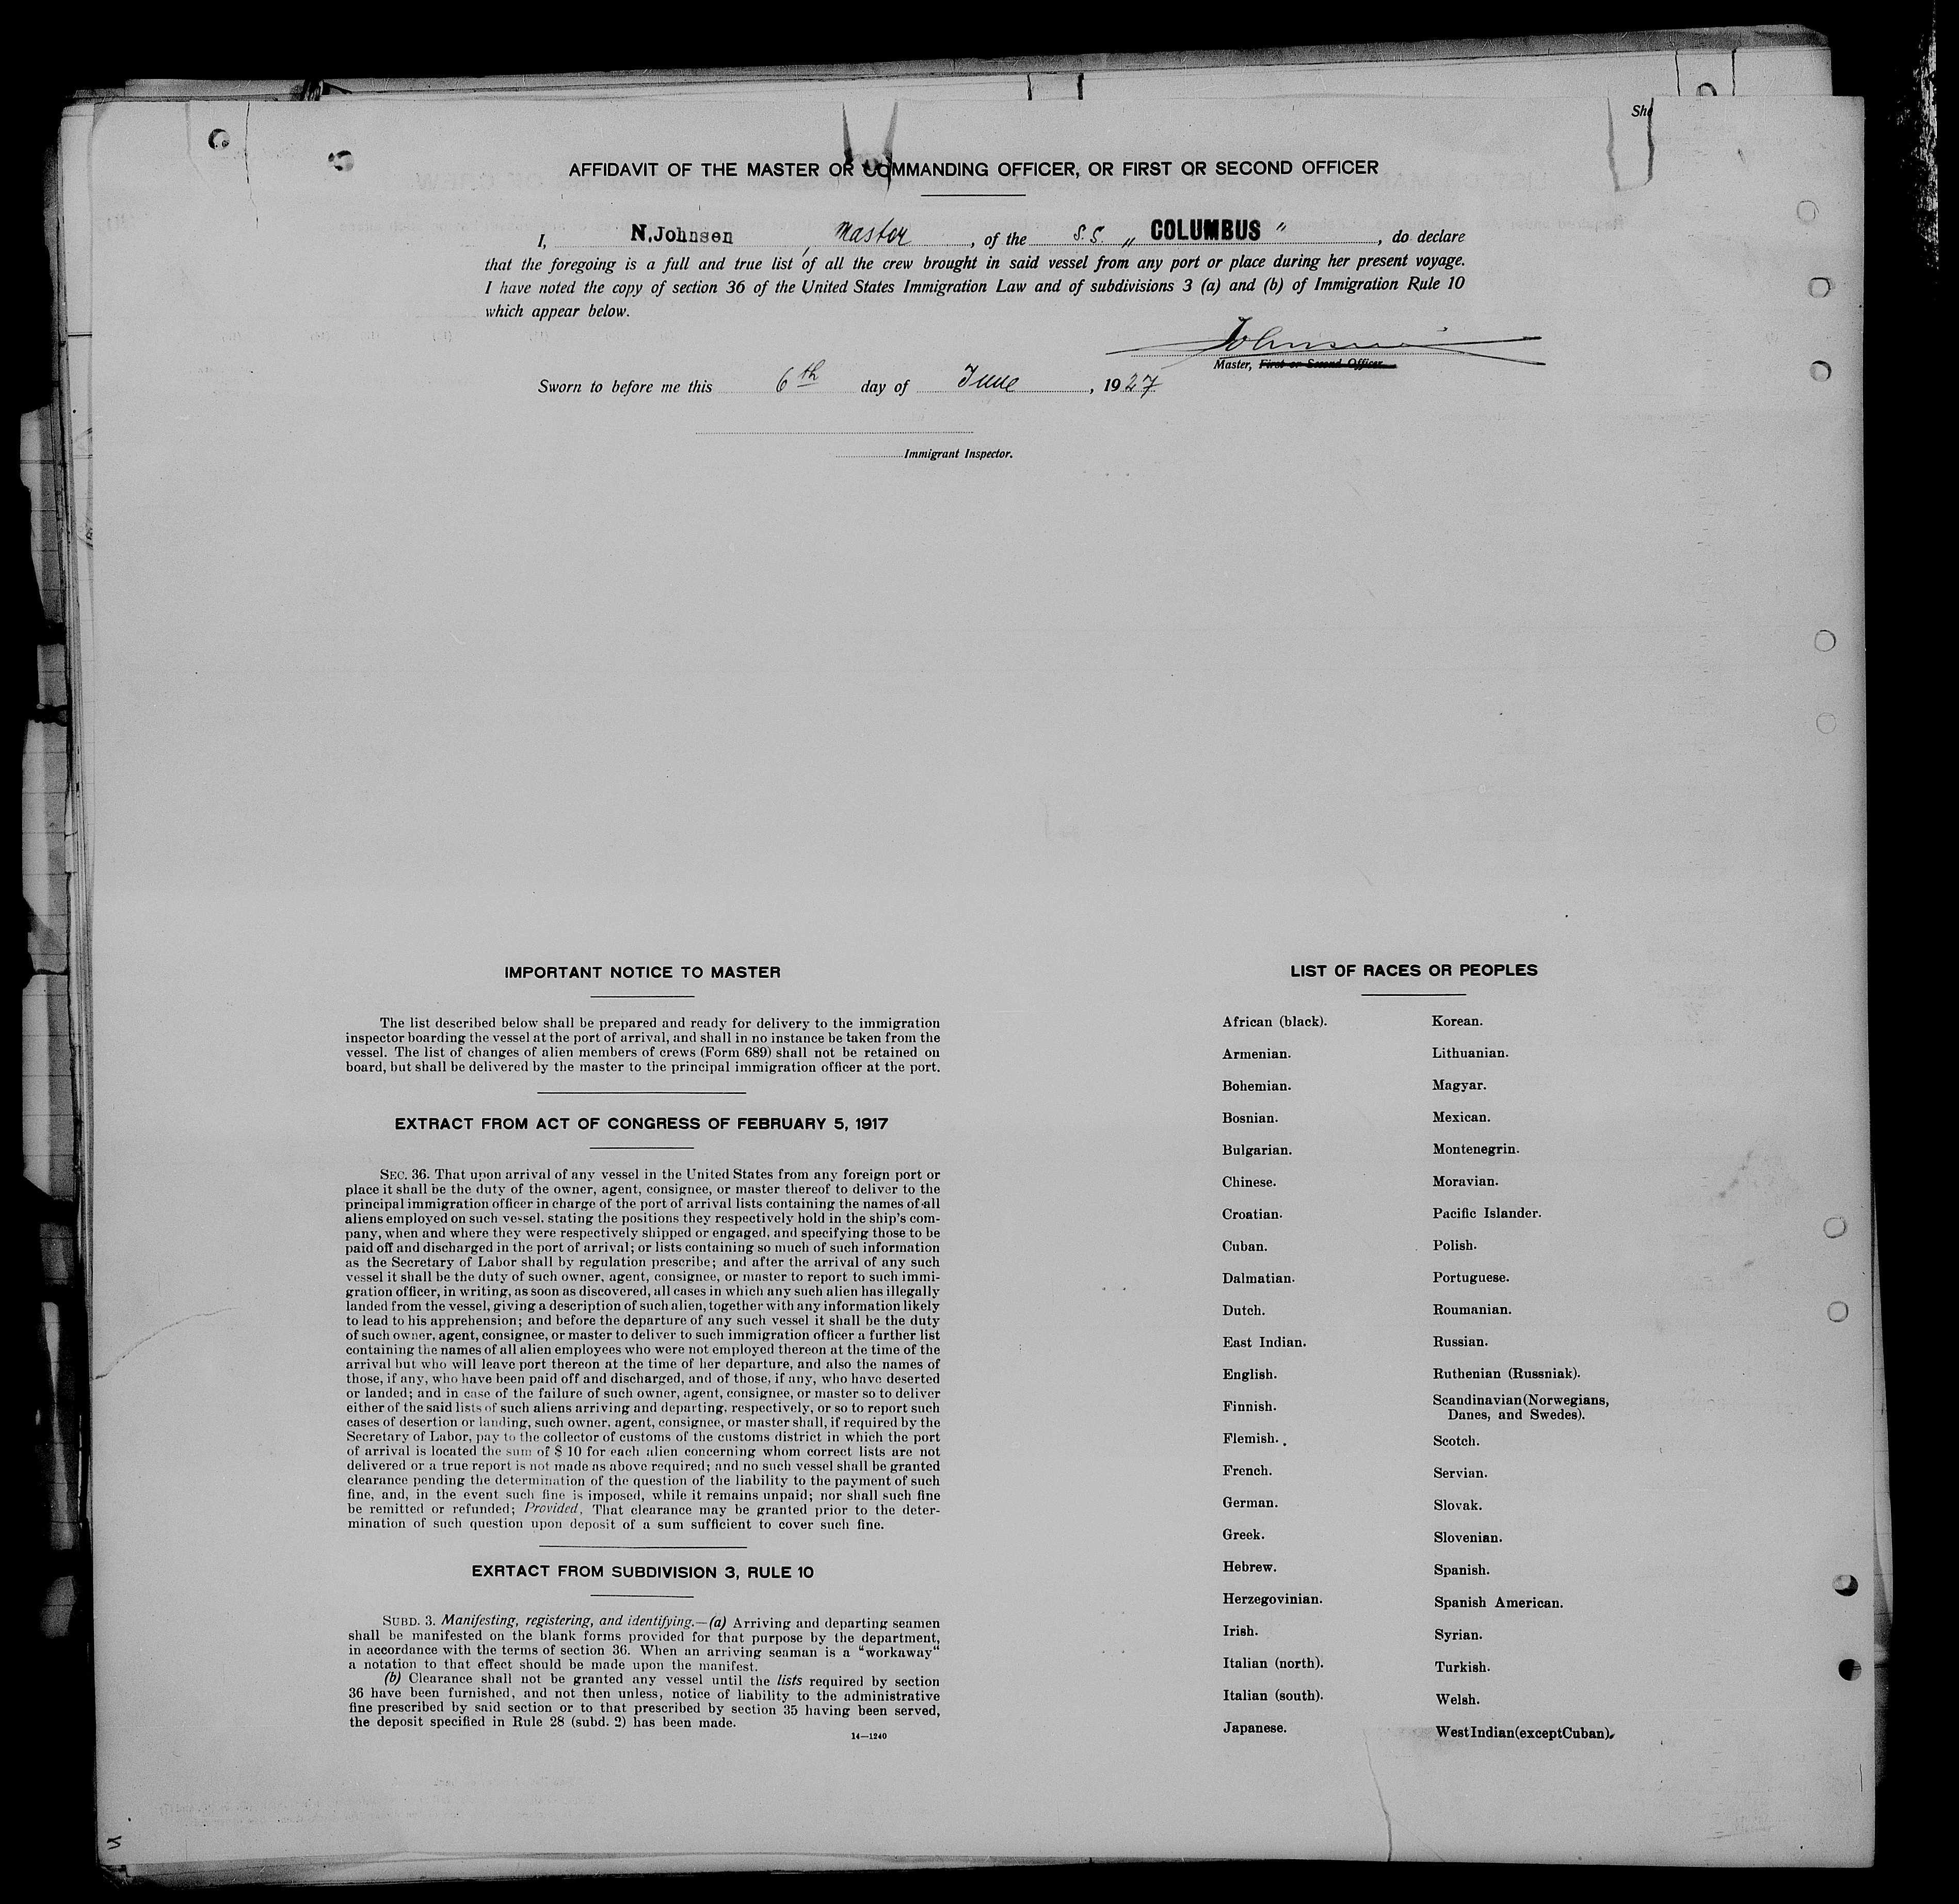 She
AFFIDAVIT OF THE MASTER OR COMMANDING OFFICER, OR FIRST OR SECOND OFFICER
I, N.Johnsen, Master, of the S.S. „ COLUMBUS “, do declare
that the foregoing is a full and true list of all the crew brought in said vessel from any port or place during her present voyage.
I have noted the copy of section 36 of the United States Immigration Law and of subdivisions 3 (a) and (b) of Immigration Rule 10
which appear below.
Johnsen
Master, First or Second Officer
Sworn to before me this 6th day of June, 1927
Immigrant Inspector.
IMPORTANT NOTICE TO MASTER
The list described below shall be prepared and ready for delivery to the immigration
inspector boarding the vessel at the port of arrival, and shall in no instance be taken from the
vessel. The list of changes of alien members of crews (Form 689) shall not be retained on
board, but shall be delivered by the master to the principal immigration officer at the port.
EXTRACT FROM ACT OF CONGRESS OF FEBRUARY 5, 1917
SEC. 36. That upon arrival of any vessel in the United States from any foreign port or
place it shall be the duty of the owner, agent, consignee, or master thereof to deliver to the
principal immigration officer in charge of the port of arrival lists containing the names of all
aliens employed on such vessel, stating the positions they respectively hold in the ship's com-
pany, when and where they were respectively shipped or engaged, and specifying those to be
paid off and discharged in the port of arrival; or lists containing so much of such information
as the Secretary of Labor shall by regulation prescribe; and after the arrival of any such
vessel it shall be the duty of such owner, agent, consignee, or master to report to such immi-
gration officer, in writing, as soon as discovered, all cases in which any such alien has illegally
landed from the vessel, giving a description of such alien, together with any information likely
to lead to his apprehension; and before the departure of any such vessel it shall be the duty
of such owner, agent, consignee, or master to deliver to such immigration officer a further list
containing the names of all alien employees who were not employed thereon at the time of the
arrival but who will leave port thereon at the time of her departure, and also the names of
those, if any, who have been paid off and discharged, and of those, if any, who have deserted
or landed; and in case of the failure of such owner, agent, consignee, or master so to deliver
either of the said lists of such aliens arriving and departing, respectively, or so to report such
cases of desertion or landing, such owner, agent, consignee, or master shall, if required by the
Secretary of Labor, pay to the collector of customs of the customs district in which the port
of arrival is located the sum of $ 10 for each alien concerning whom correct lists are not
delivered or a true report is not made as above required; and no such vessel shall be granted
clearance pending the determination of the question of the liability to the payment of such
fine, and, in the event such fine is imposed, while it remains unpaid; nor shall such fine
be remitted or refunded; Provided, That clearance may be granted prior to the deter-
mination of such question upon deposit of a sum sufficient to cover such fine.
EXRTACT FROM SUBDIVISION 3, RULE 10
SUBD. 3. Manifesting, registering, and identifying.—(a) Arriving and departing seamen
shall be manifested on the blank forms provided for that purpose by the department,
in accordance with the terms of section 36. When an arriving seaman is a “workaway“
a notation to that effect should be made upon the manifest.
(b) Clearance shall not be granted any vessel until the lists required by section
36 have been furnished, and not then unless, notice of liability to the administrative
fine prescribed by said section or to that prescribed by section 35 having been served,
the deposit specified in Rule 28 (subd. 2) has been made.
14—1240
LIST OF RACES OR PEOPLES
African (black).
Armenian.
Bohemian.
Bosnian.
Bulgarian.
Chinese.
Croatian.
Cuban.
Dalmatian.
Dutch.
East Indian.
English.
Finnish.
Flemish.
French.
German.
Greek.
Hebrew.
Herzegovinian.
Irish.
Italian (north).
Italian (south).
Japanese.
Korean.
Lithuanian.
Magyar.
Mexican.
Montenegrin.
Moravian.
Pacific Islander.
Polish.
Portuguese.
Roumanian.
Russian.
Ruthenian (Russniak).
Scandinavian(Norwegians,
Danes, and Swedes).
Scotch.
Servian.
Slovak.
Slovenian.
Spanish.
Spanish American.
Syrian.
Turkish.
Welsh.
West Indian (except Cuban).